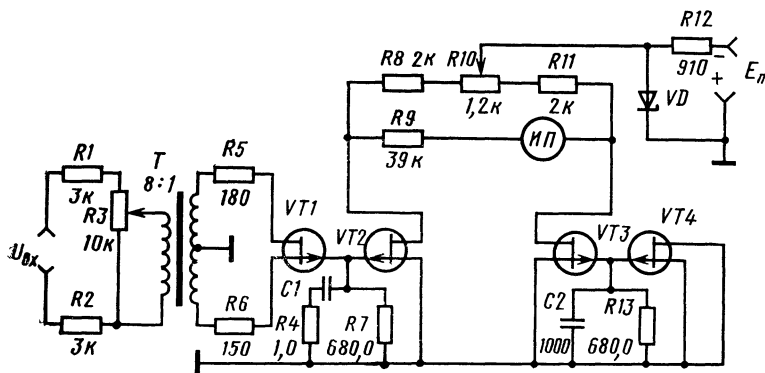 R12
910
−
+
Eп
R8 2к
R10
1,2к
R11
2к
VD
R9
39к
ИП
R1
3к
T
8:1
R5
180
R3
10к
VT1
VT2
VT3
VT4
Uвх
R2
3к
R6
150
C1
R4
1,0
R7
680,0
C2
1000
R13
680,0